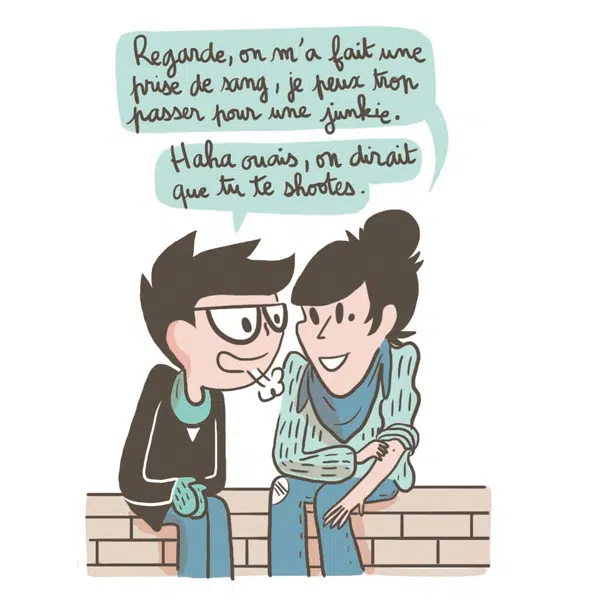 Regarde, on m'a fait une
prise de sang, je peux trop
passer pour une junkie.
Haha ouais, on dirait
que tu te shootes.